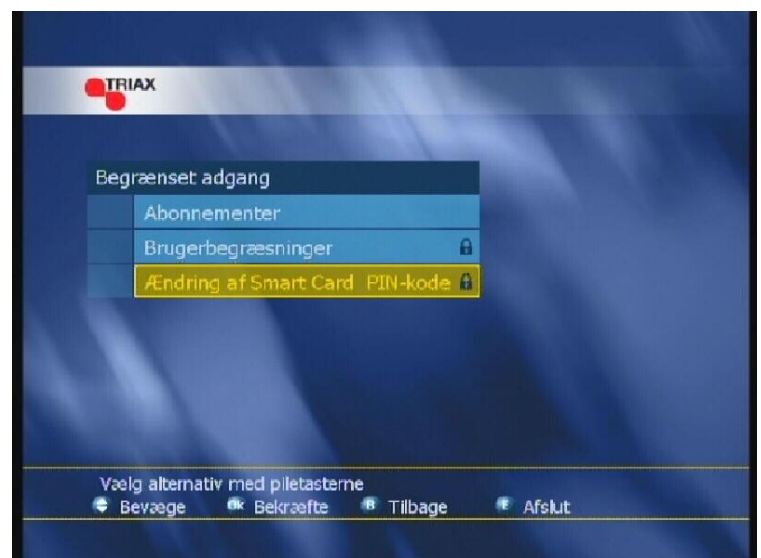 TRIAX
Begrænset adgang
Abonnementer
Brugerbegræsninger
Ændring af Smart Card PIN-kode
Vælg alternativ med piletasterne
Bevæge OK Bekræfte B Tilbage E Afslut